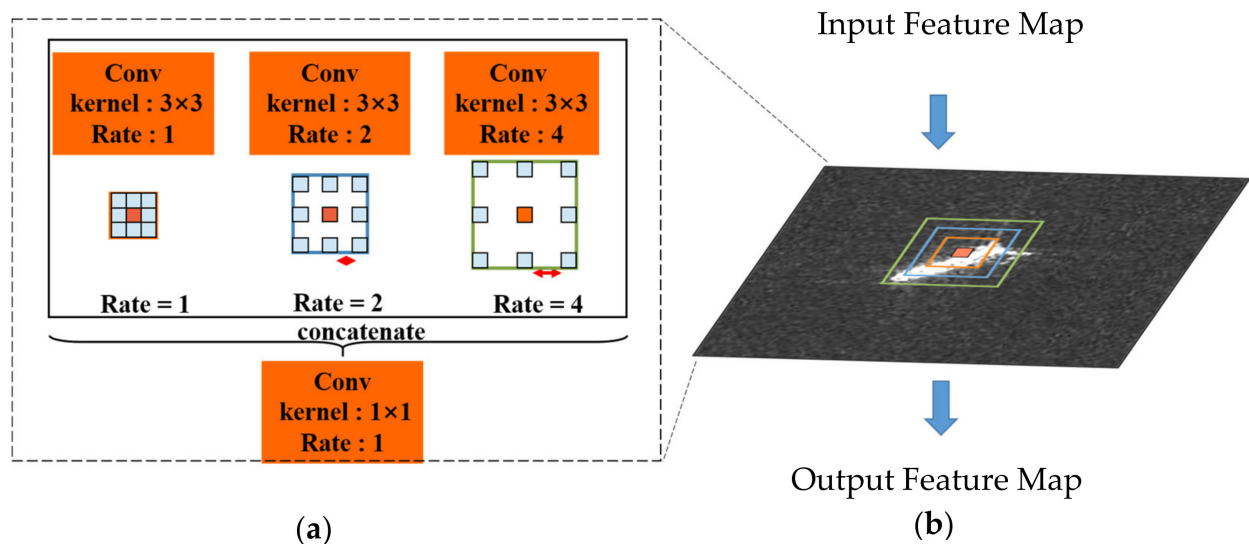 Input Feature Map
Conv
kernel : 3×3
Rate : 1
Conv
kernel : 3×3
Rate : 2
Conv
kernel : 3×3
Rate : 4
Rate = 1
Rate = 2
Rate = 4
concatenate
Conv
kernel : 1×1
Rate : 1
Output Feature Map
(a)
(b)